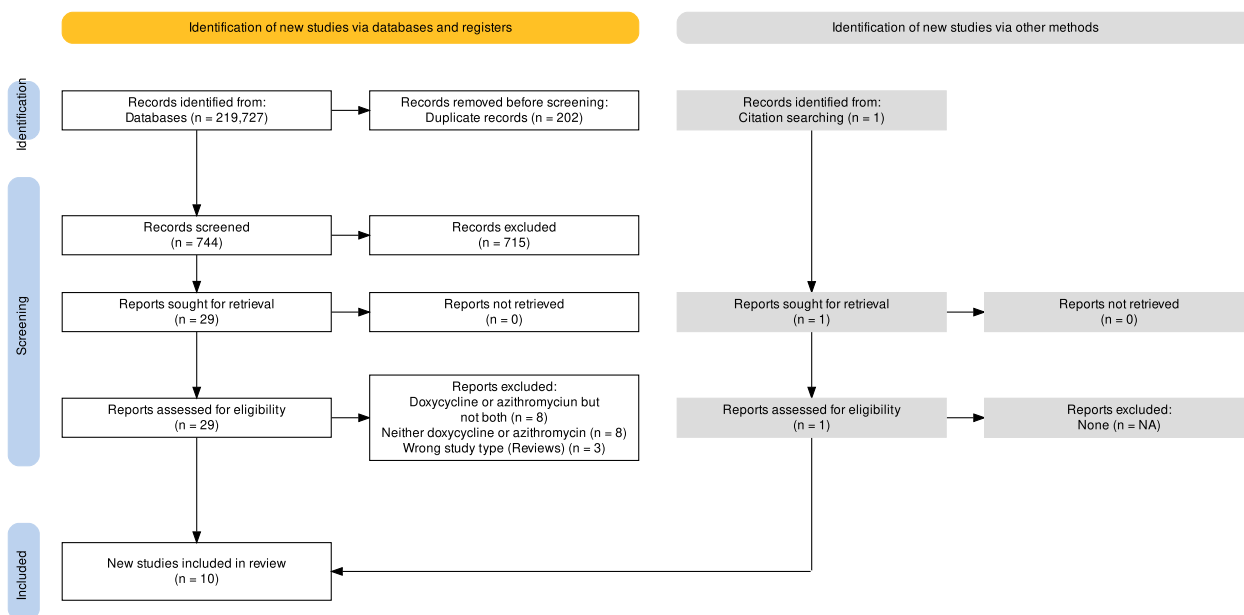 Identification of new studies via databases and registers
Identification of new studies via other methods
Identification
Records identified from:
Databases (n = 219,727)
Records removed before screening:
Duplicate records (n = 202)
Records identified from:
Citation searching (n = 1)
Screening
Records screened
(n = 744)
Records excluded
(n = 715)
Reports sought for retrieval
(n = 29)
Reports not retrieved
(n = 0)
Reports sought for retrieval
(n = 1)
Reports not retrieved
(n = 0)
Reports assessed for eligibility
(n = 29)
Reports excluded:
Doxycycline or azithromyciun but
not both (n = 8)
Neither doxycycline or azithromycin (n = 8)
Wrong study type (Reviews) (n = 3)
Reports assessed for eligibility
(n = 1)
Reports excluded:
None (n = NA)
Included
New studies included in review
(n = 10)